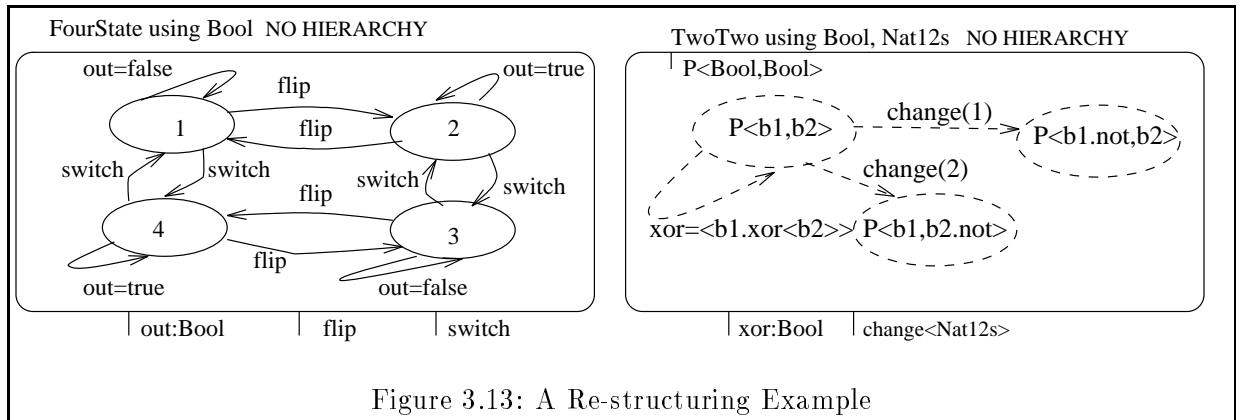 FourState using Bool NO HIERARCHY
out=false
flip
out=true
1
flip
2
switch
switch
switch
switch
4
flip
3
flip
out=true
out=false
out:Bool
flip
switch
TwoTwo using Bool, Nat12s NO HIERARCHY
P<Bool,Bool>
P<b1,b2>
change(1)
P<b1.not,b2>
change(2)
xor=<b1.xor<b2>>
P<b1,b2.not>
xor:Bool
change<Nat12s>
Figure 3.13: A Re-structuring Example